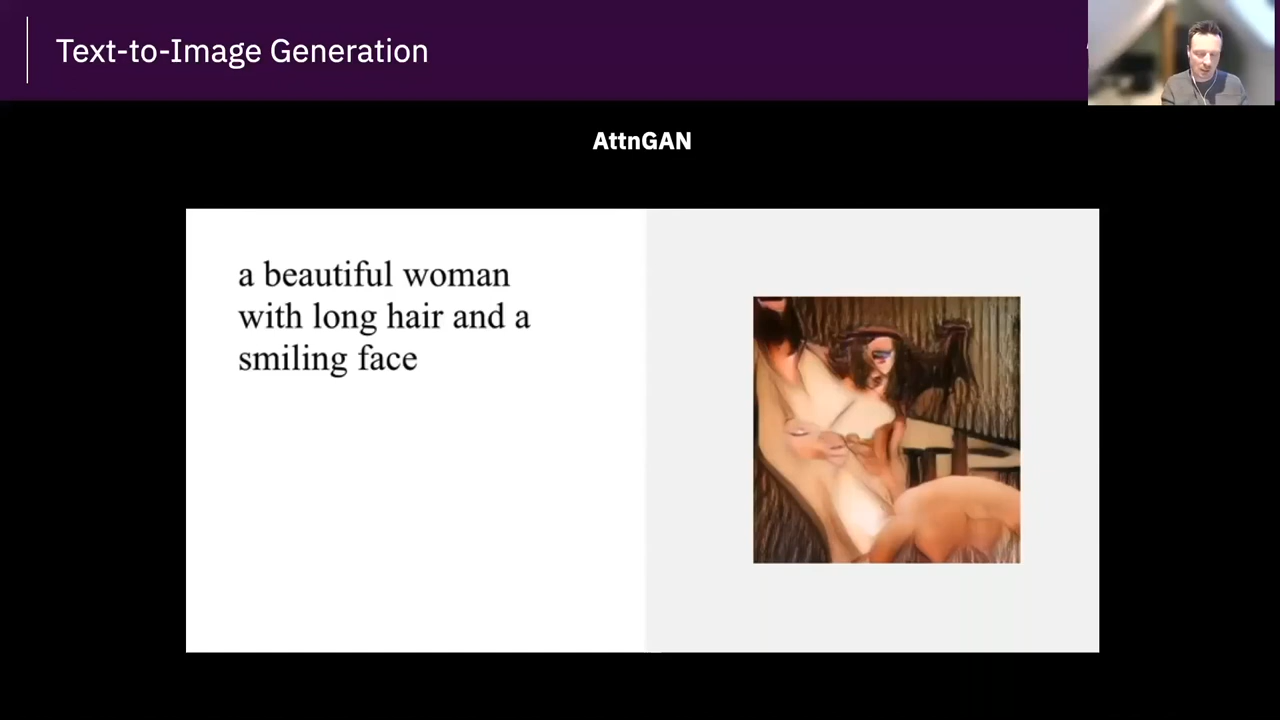 Text-to-Image Generation
AttnGAN
a beautiful woman
with long hair and a
smiling face